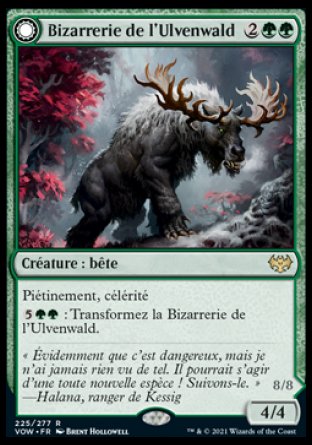 Bizarrerie de l'Ulvenwald 2
Créature : bête
Piétinement, célérité
5 : Transformez la Bizarrerie de
l'Ulvenwald.
« Évidemment que c'est dangereux, mais je
n'ai jamais rien vu de tel. Il pourrait s'agir
d'une toute nouvelle espèce ! Suivons-le. »
—Halana, ranger de Kessig
8/8
4/4
225/277 R
VOW • FR Brent Hollowell
™ & © 2021 Wizards of the Coast